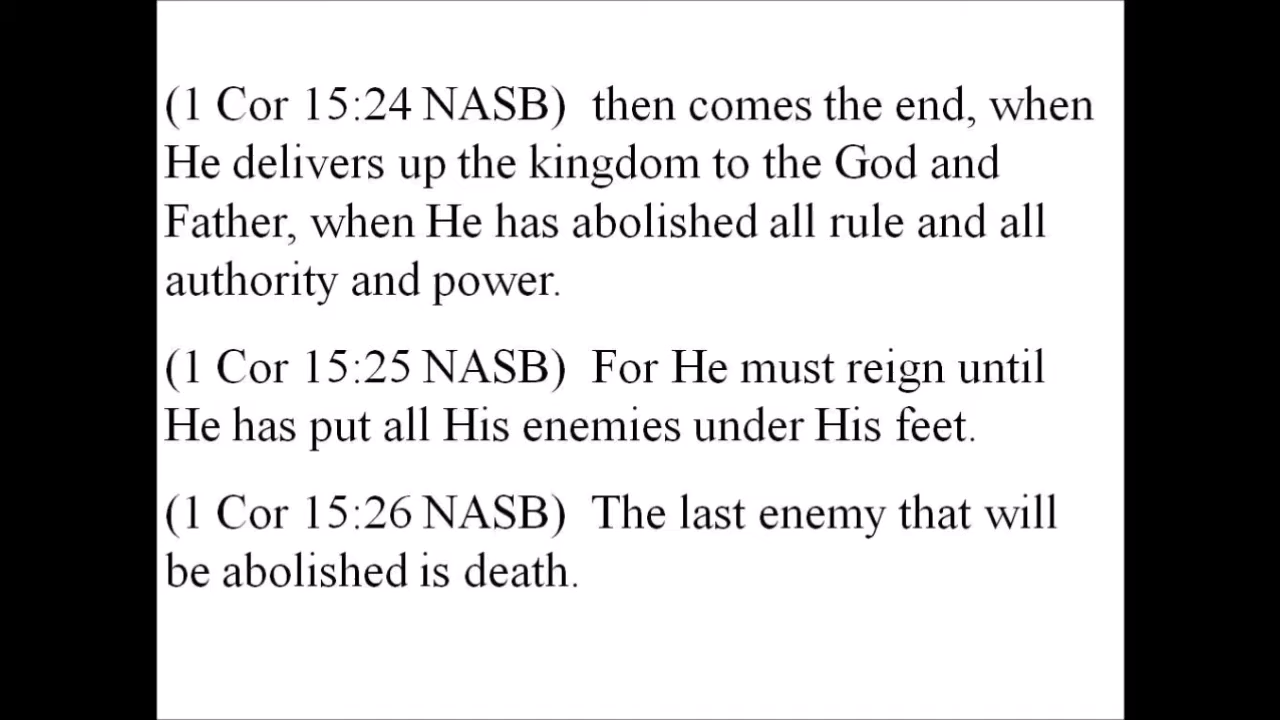 (1 Cor 15:24 NASB)  then comes the end, when
He delivers up the kingdom to the God and
Father, when He has abolished all rule and all
authority and power.
(1 Cor 15:25 NASB)  For He must reign until
He has put all His enemies under His feet.
(1 Cor 15:26 NASB)  The last enemy that will
be abolished is death.